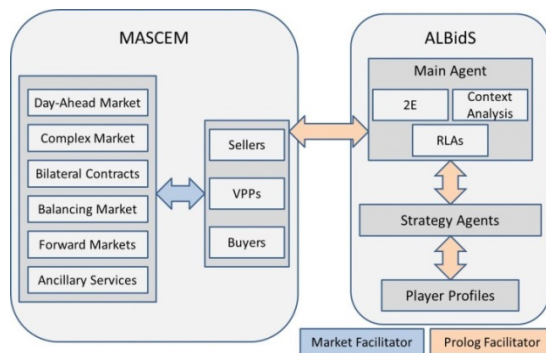 MASCEM
Day-Ahead Market
Complex Market
Bilateral Contracts
Balancing Market
Forward Markets
Ancillary Services
Sellers
VPPs
Buyers
ALBidS
Main Agent
2E
Context
Analysis
RLAs
Strategy Agents
Player Profiles
Market Facilitator
Prolog Facilitator